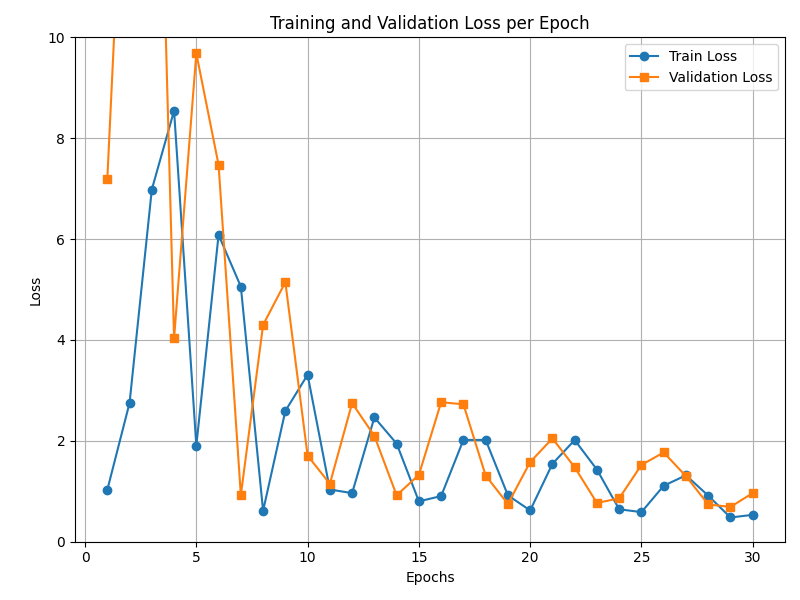 Training and Validation Loss per Epoch
Train Loss
Validation Loss
Loss
10
8
6
4
2
0
0 5 10 15 20 25 30
Epochs